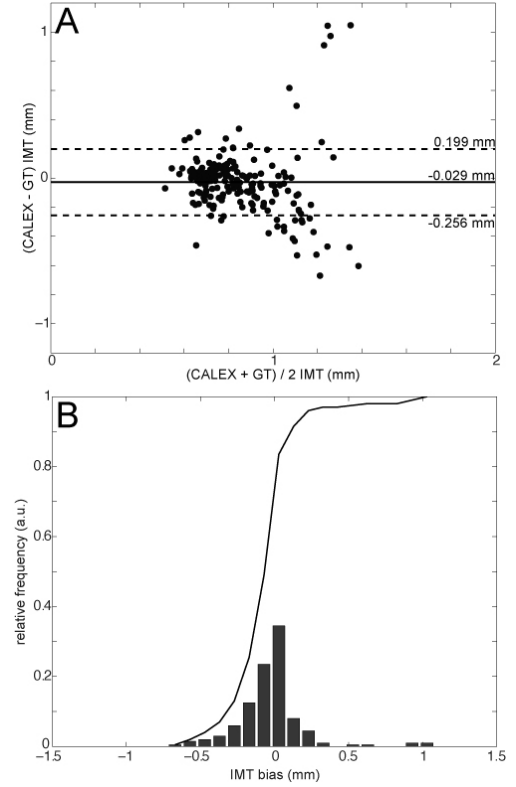 A
1
0
−1
(CALEX - GT) IMT (mm)
0.199 mm
-0.029 mm
-0.256 mm
0 1 2
(CALEX + GT) / 2 IMT (mm)
B
1
0.8
0.6
0.4
0.2
0
relative frequency (a.u.)
−1.5 −1 −0.5 0 0.5 1 1.5
IMT bias (mm)